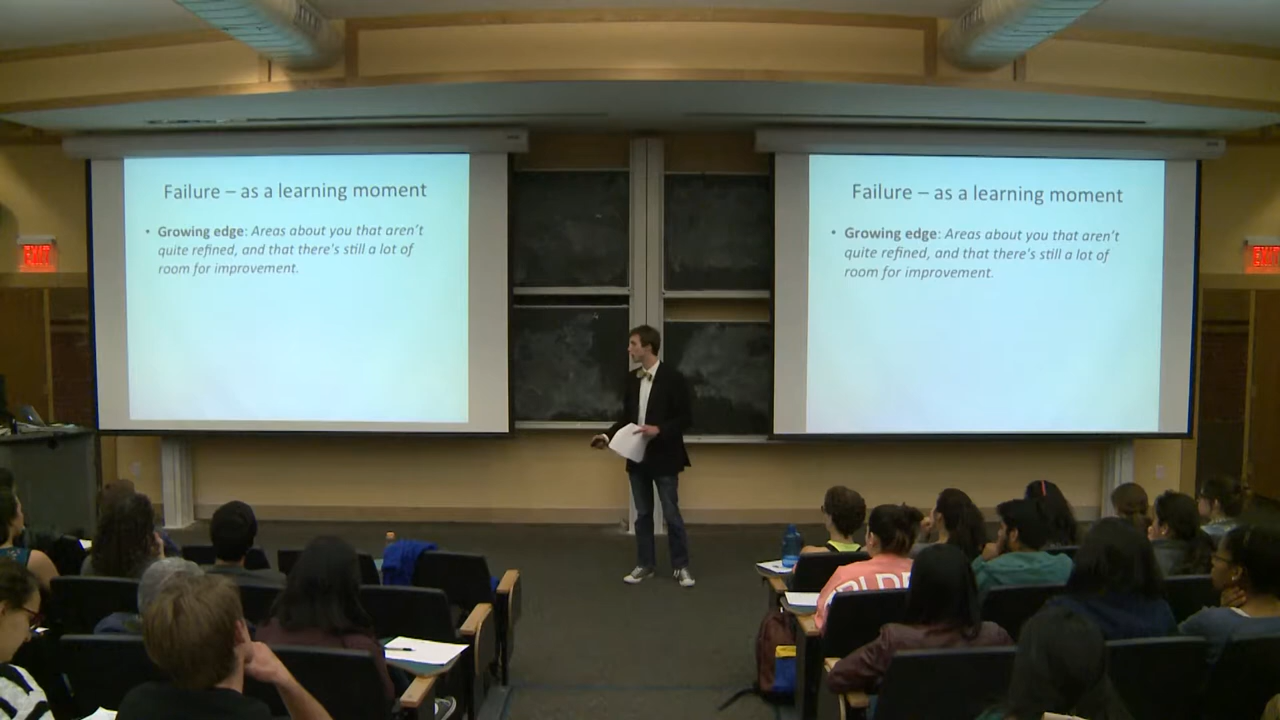 Failure – as a learning moment
• Growing edge: Areas about you that aren't
quite refined, and that there's still a lot of
room for improvement.
Failure – as a learning moment
• Growing edge: Areas about you that aren't
quite refined, and that there's still a lot of
room for improvement.
EXIT
EXIT